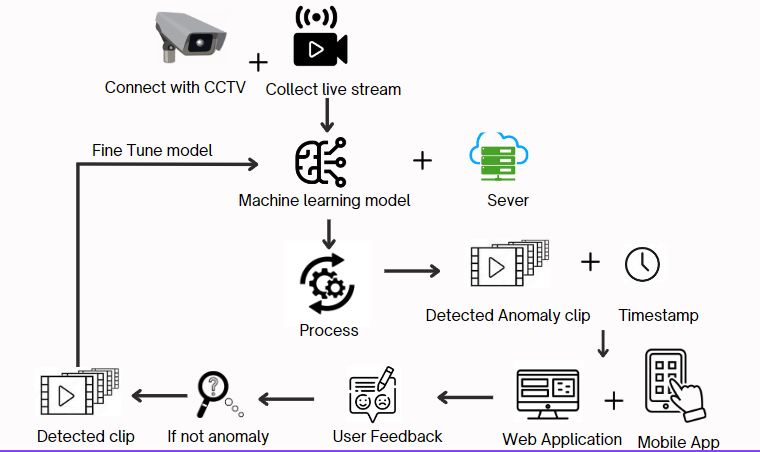 Connect with CCTV
Collect live stream
Fine Tune model
Machine learning model
Sever
Process
Detected Anomaly clip
Timestamp
Detected clip
If not anomaly
User Feedback
Web Application
Mobile App